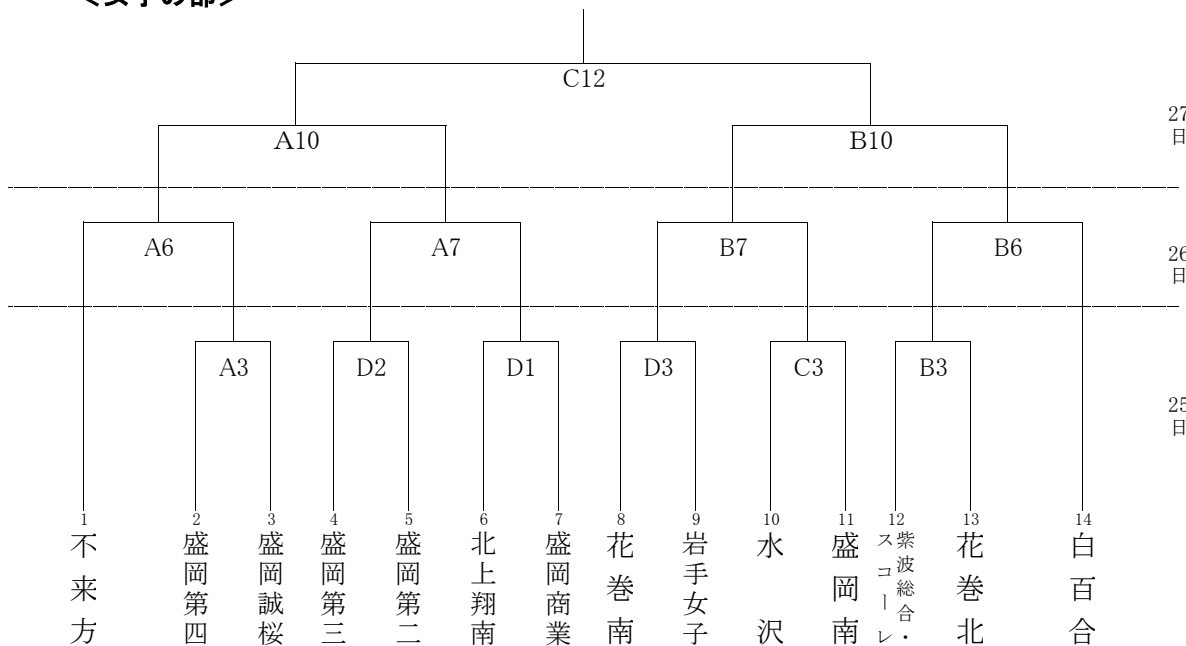 C12
27日
A10
B10
A6
A7
B7
B6
26日
A3
D2
D1
D3
C3
B3
25日
1 不来方
2 盛岡第四
3 盛岡誠桜
4 盛岡第三
5 盛岡第二
6 北上翔南
7 盛岡商業
8 花巻南
9 岩手女子
10 水沢
11 盛岡南
12 紫波総合・スコーレ
13 花巻北
14 白百合